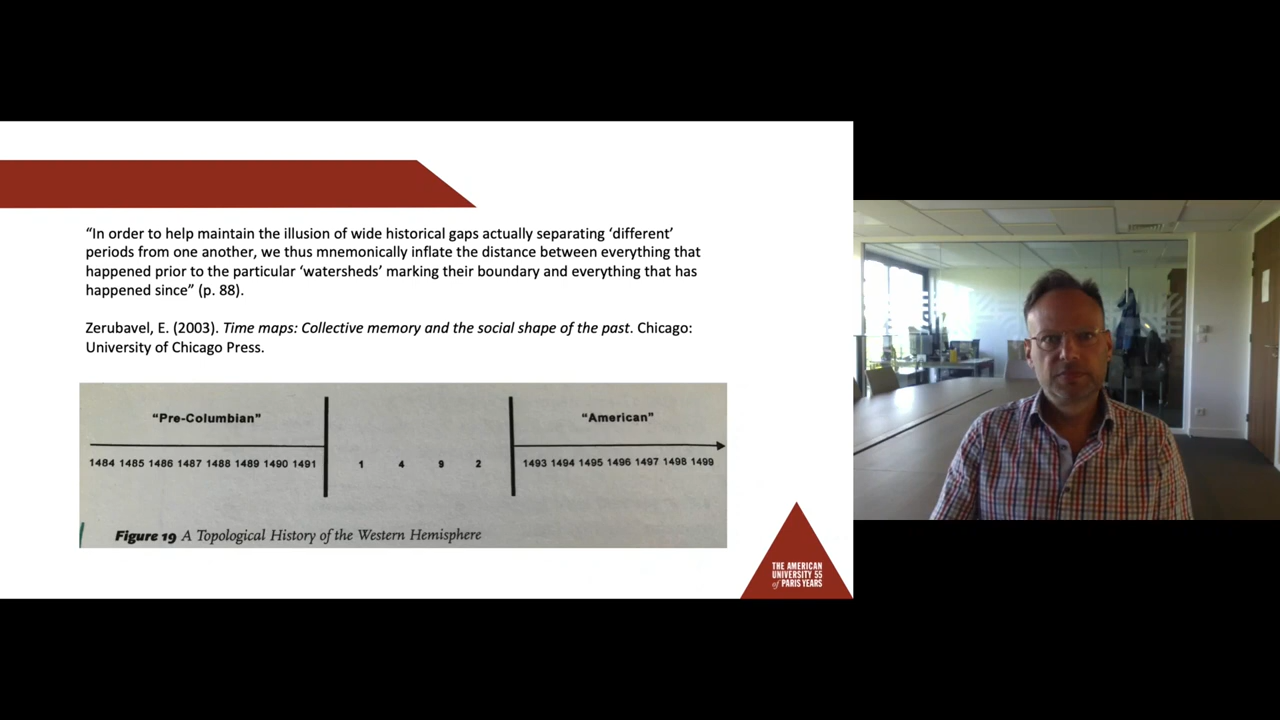 “In order to help maintain the illusion of wide historical gaps actually separating ‘different’
periods from one another, we thus mnemonically inflate the distance between everything that
happened prior to the particular ‘watersheds’ marking their boundary and everything that has
happened since” (p. 88).
Zerubavel, E. (2003). Time maps: Collective memory and the social shape of the past. Chicago:
University of Chicago Press.
“Pre-Columbian”
“American”
1484 1485 1486 1487 1488 1489 1490 1491
1 4 9 2
1493 1494 1495 1496 1497 1498 1499
Figure 19 A Topological History of the Western Hemisphere
THE AMERICAN
UNIVERSITY 55
of PARIS YEARS